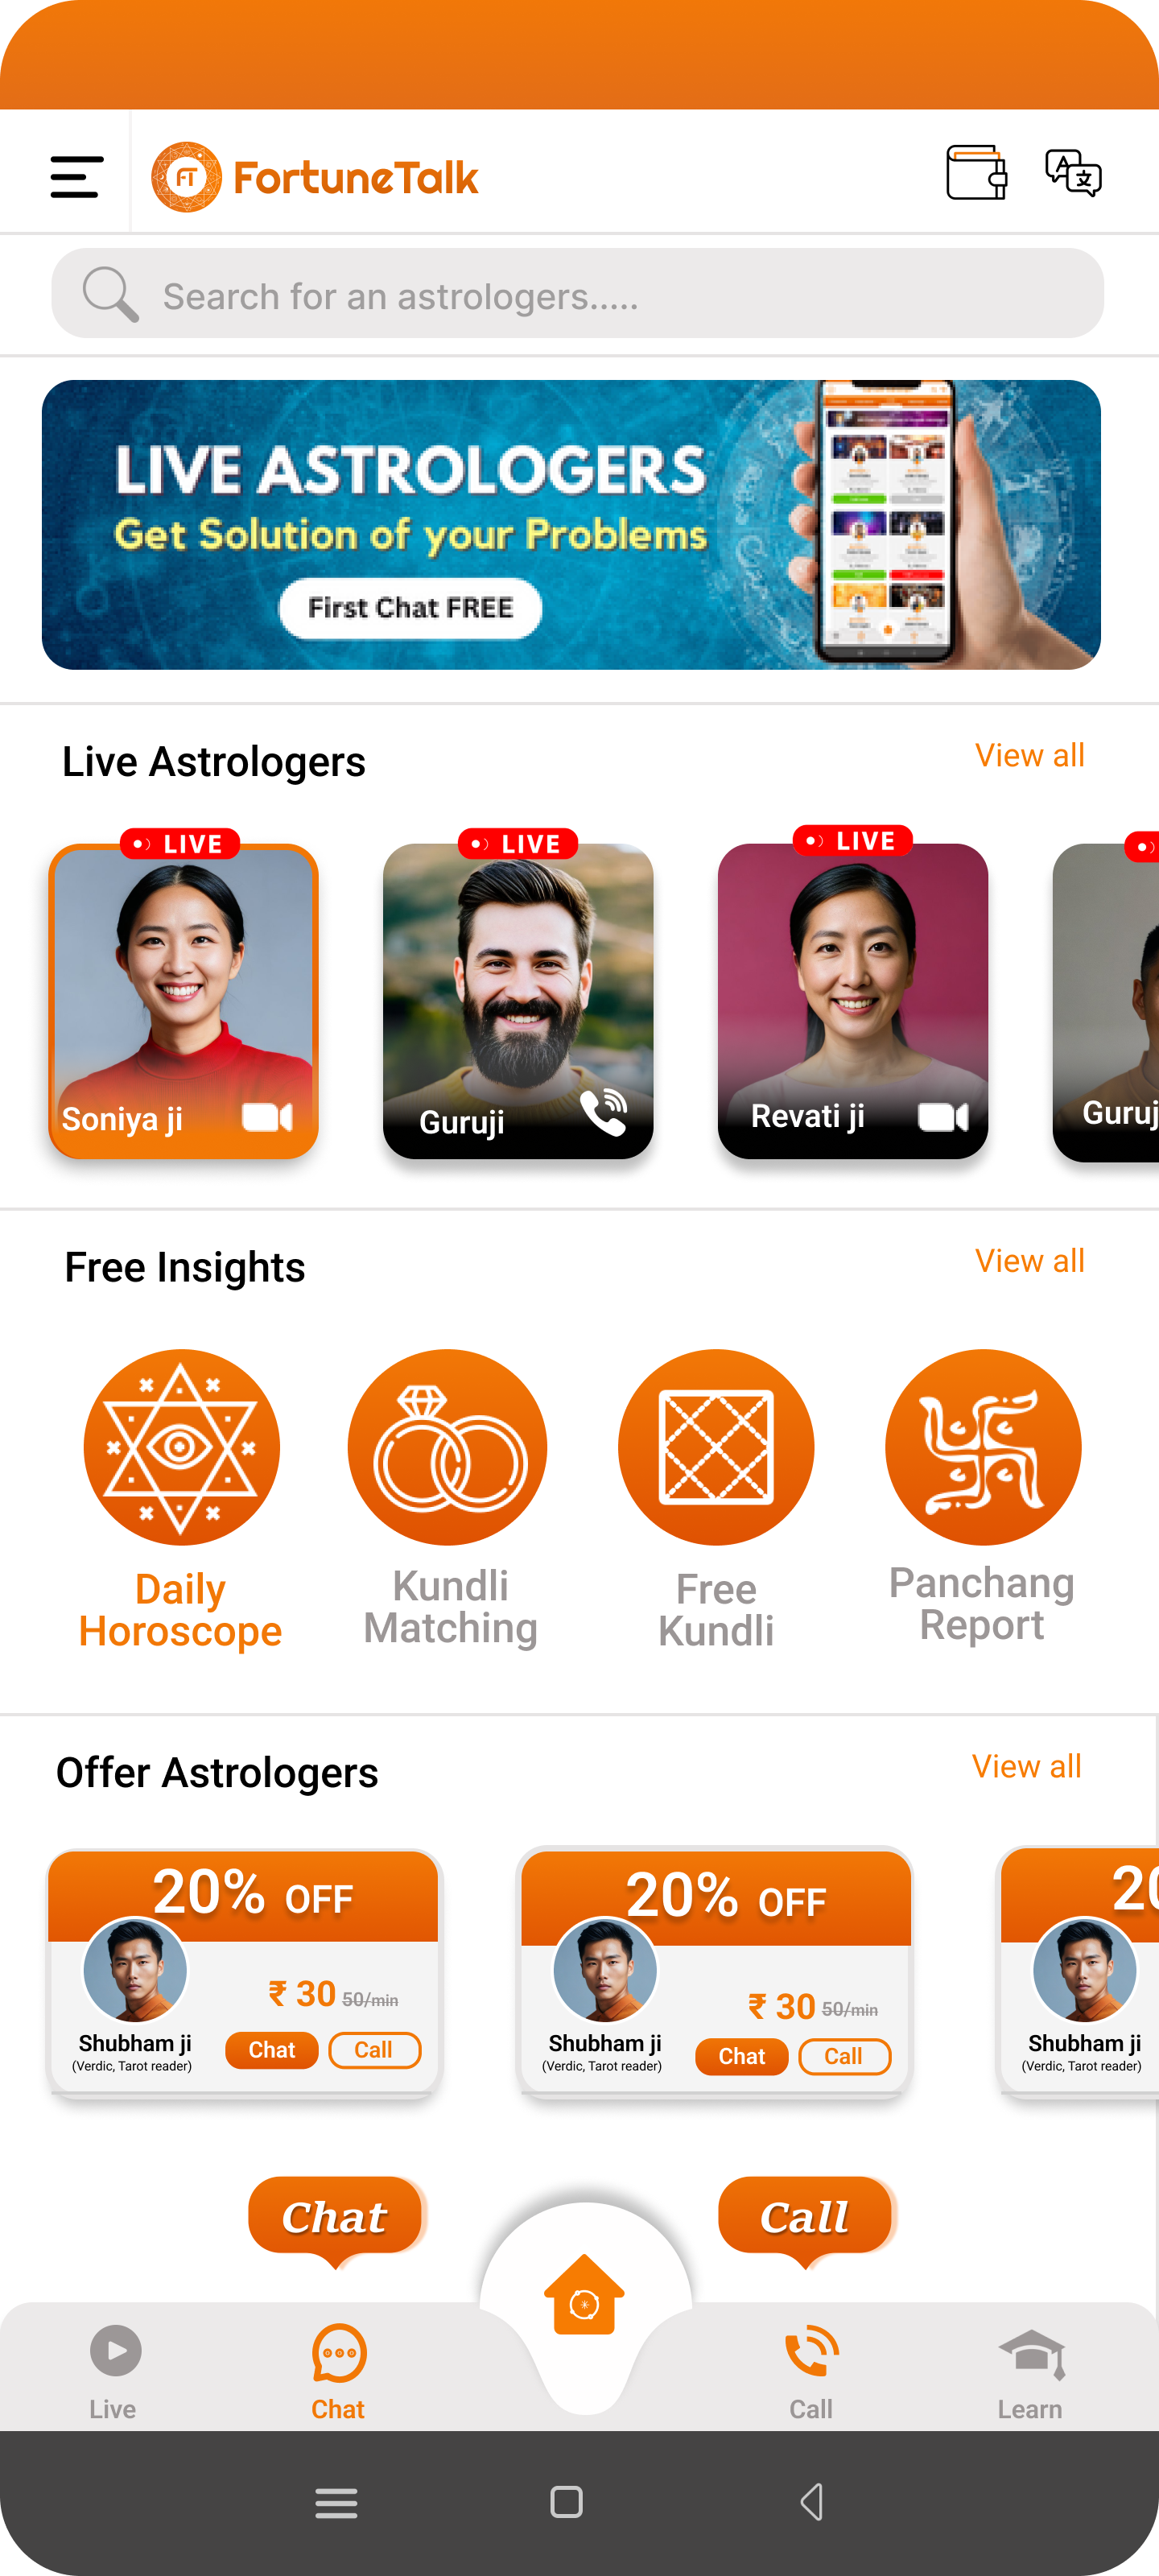 FT
FortuneTalk
A 文
Search for an astrologers.....
LIVE ASTROLOGERS
Get Solution of your Problems
First Chat FREE
Live Astrologers
View all
LIVE
LIVE
LIVE
Soniya ji
Guruji
Revati ji
Guruj
Free Insights
View all
Daily
Horoscope
Kundli
Matching
Free
Kundli
Panchang
Report
Offer Astrologers
View all
20% OFF
₹ 30 50/min
Shubham ji
(Verdic, Tarot reader)
Chat
Call
20% OFF
₹ 30 50/min
Shubham ji
(Verdic, Tarot reader)
Chat
Call
20
Shubham ji
(Verdic, Tarot reader)
Chat
Call
Live
Chat
Call
Learn